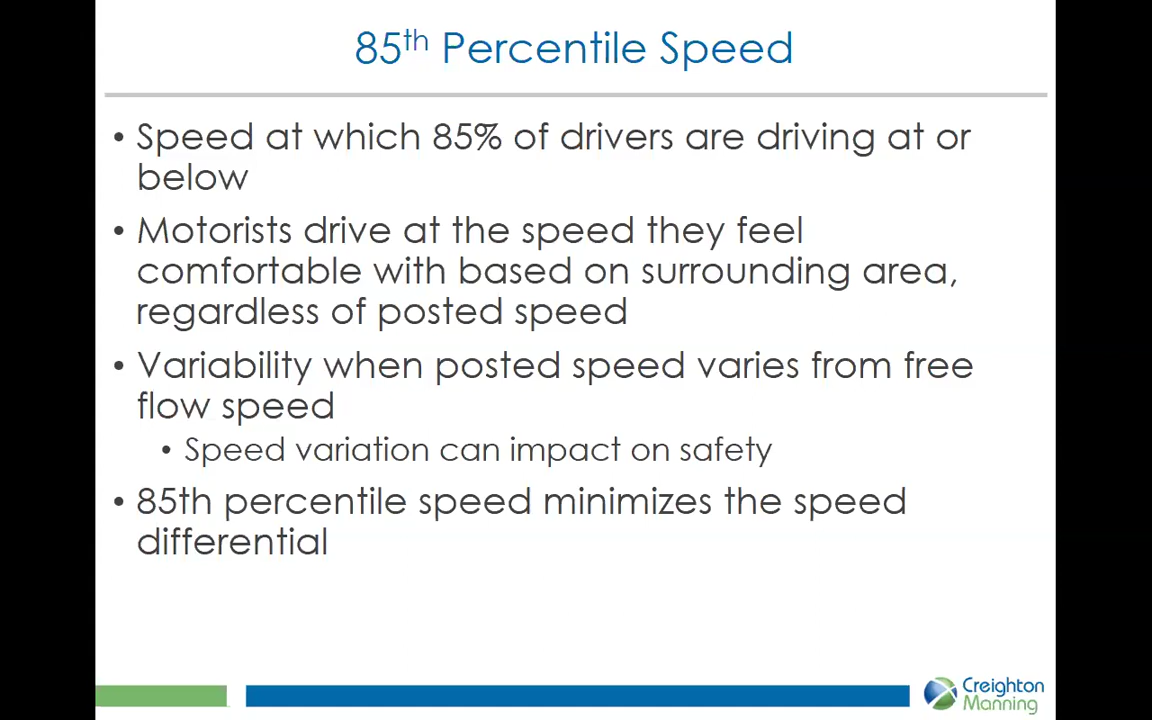 85th Percentile Speed
• Speed at which 85% of drivers are driving at or
below
• Motorists drive at the speed they feel
comfortable with based on surrounding area,
regardless of posted speed
• Variability when posted speed varies from free
flow speed
• Speed variation can impact on safety
• 85th percentile speed minimizes the speed
differential
Creighton
Manning